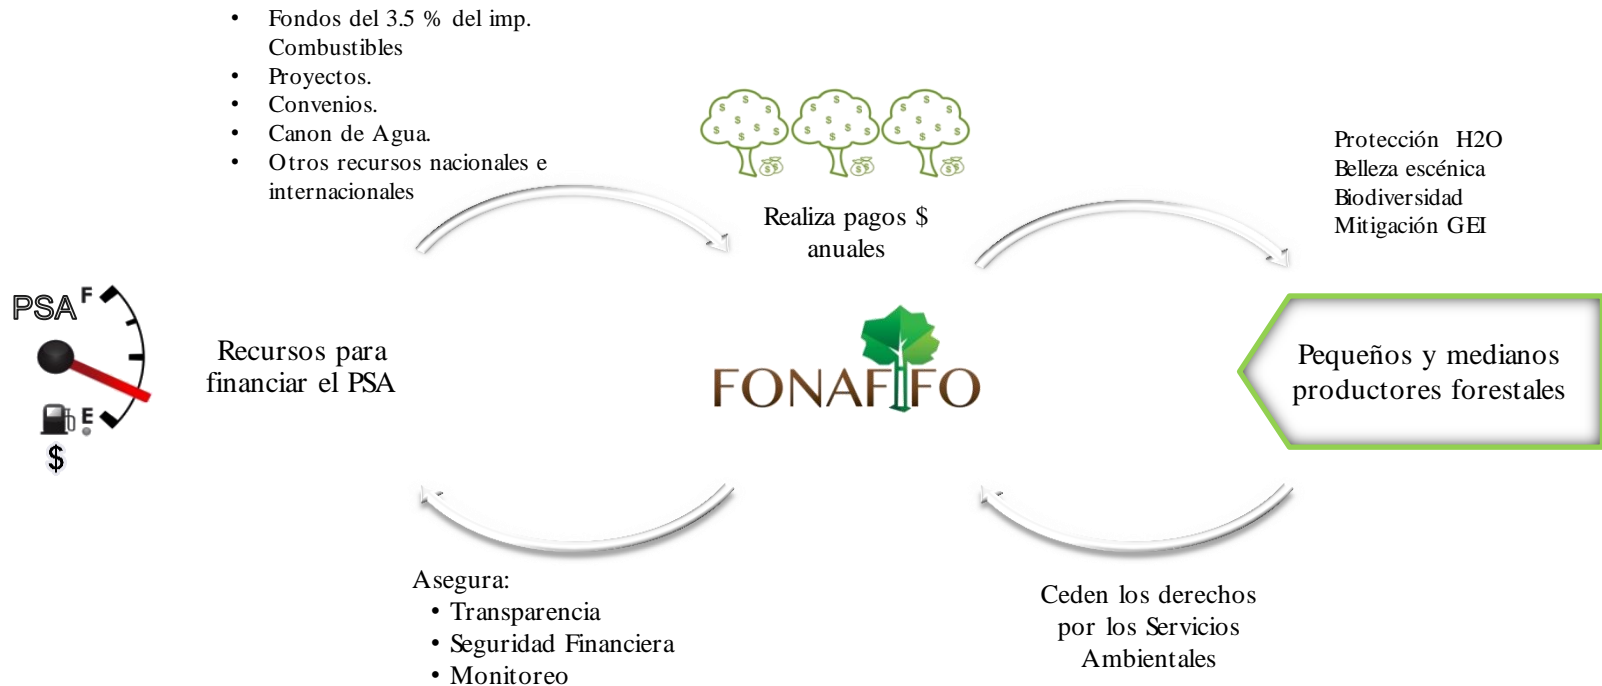 • Fondos del 3.5 % del imp.
Combustibles
• Proyectos.
• Convenios.
• Canon de Agua.
• Otros recursos nacionales e
internacionales
Realiza pagos $
anuales
Protección H2O
Belleza escénica
Biodiversidad
Mitigación GEI
PSA
F
E
$
Recursos para
financiar el PSA
FONAFIFO
Pequeños y medianos
productores forestales
Asegura:
• Transparencia
• Seguridad Financiera
• Monitoreo
Ceden los derechos
por los Servicios
Ambientales